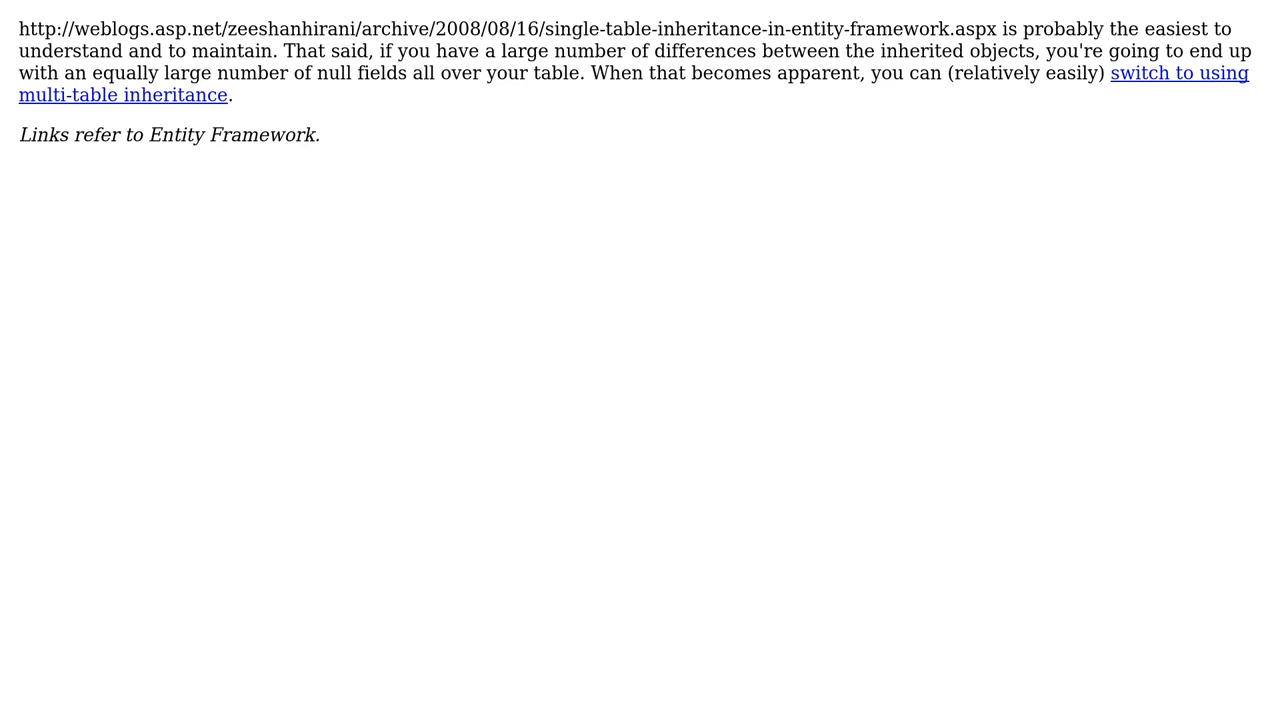 http://weblogs.asp.net/zeeshanhirani/archive/2008/08/16/single-table-inheritance-in-entity-framework.aspx is probably the easiest to
understand and to maintain. That said, if you have a large number of differences between the inherited objects, you're going to end up
with an equally large number of null fields all over your table. When that becomes apparent, you can (relatively easily) switch to using
multi-table inheritance.
Links refer to Entity Framework.